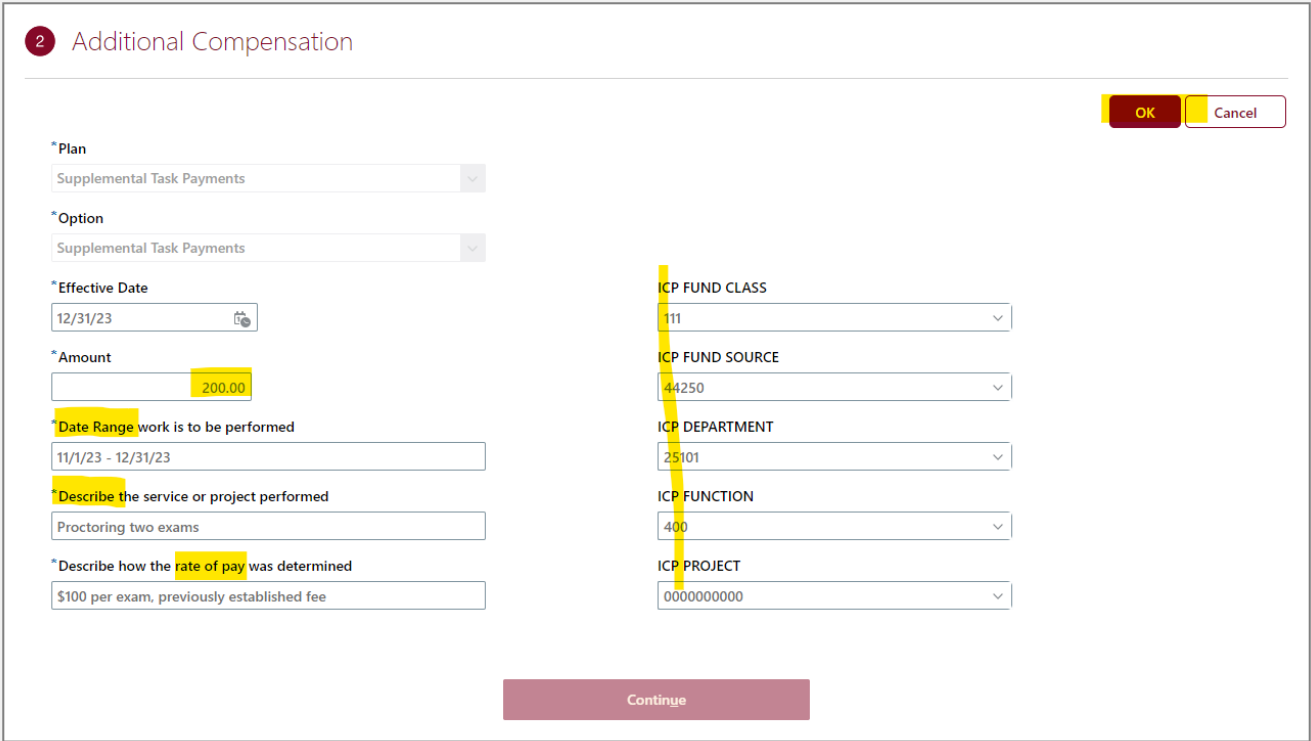 2 Additional Compensation
OK Cancel
*Plan
Supplemental Task Payments
*Option
Supplemental Task Payments
*Effective Date
12/31/23
*Amount
200.00
*Date Range work is to be performed
11/1/23 - 12/31/23
*Describe the service or project performed
Proctoring two exams
*Describe how the rate of pay was determined
$100 per exam, previously established fee
ICP FUND CLASS
111
ICP FUND SOURCE
44250
ICP DEPARTMENT
25101
ICP FUNCTION
400
ICP PROJECT
0000000000
Continue